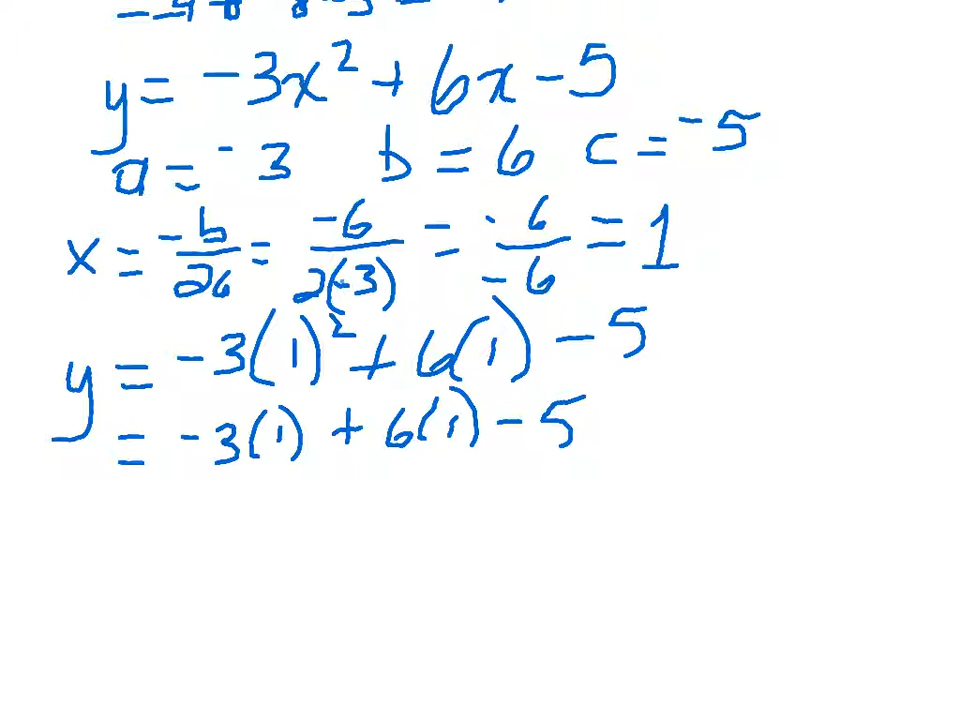 y = -3x² + 6x - 5
a = -3 b = 6 c = -5
x = -b/2a = -6/2(-3) = -6/-6 = 1
y = -3(1)² + 6(1) - 5
= -3(1) + 6(1) - 5